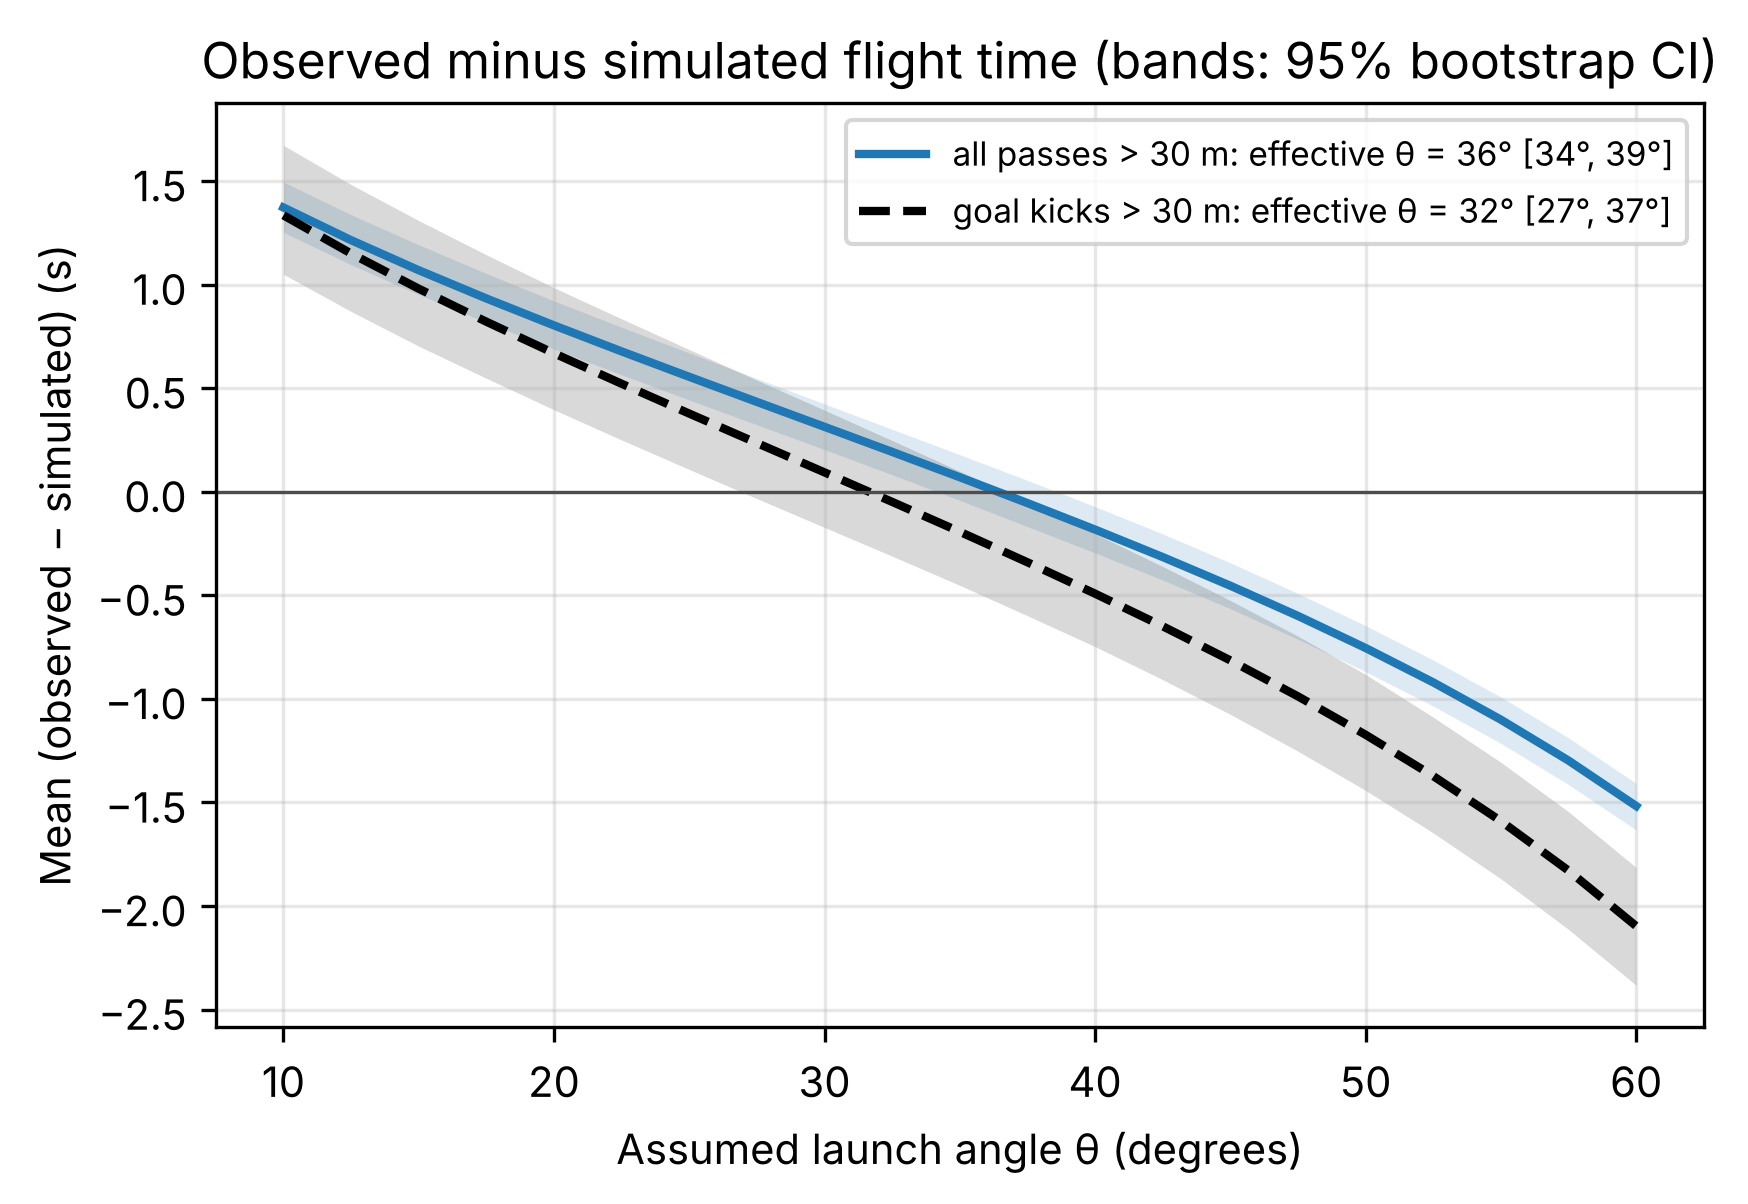 Observed minus simulated flight time (bands: 95% bootstrap CI)
all passes > 30 m: effective θ = 36° [34°, 39°]
goal kicks > 30 m: effective θ = 32° [27°, 37°]
Mean (observed − simulated) (s)
1.5
1.0
0.5
0.0
−0.5
−1.0
−1.5
−2.0
−2.5
10 20 30 40 50 60
Assumed launch angle θ (degrees)